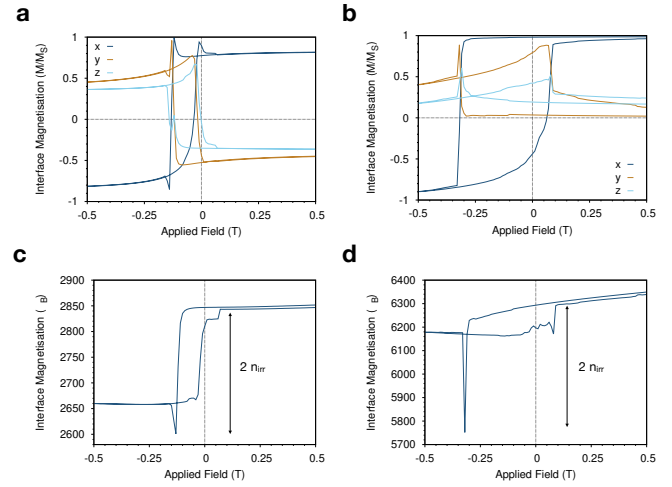 a
b
1
0.5
0
-0.5
-1
-0.5 -0.25 0 0.25 0.5
Interface Magnetisation (M/MS)
Applied Field (T)
x
y
z
1
0.5
0
-0.5
-1
-0.5 -0.25 0 0.25 0.5
Interface Magnetisation (M/MS)
Applied Field (T)
x
y
z
c
d
2900
2850
2800
2750
2700
2650
2600
-0.5 -0.25 0 0.25 0.5
Interface Magnetisation ( B)
Applied Field (T)
2 nirr
6400
6300
6200
6100
6000
5900
5800
5700
-0.5 -0.25 0 0.25 0.5
Interface Magnetisation ( B)
Applied Field (T)
2 nirr